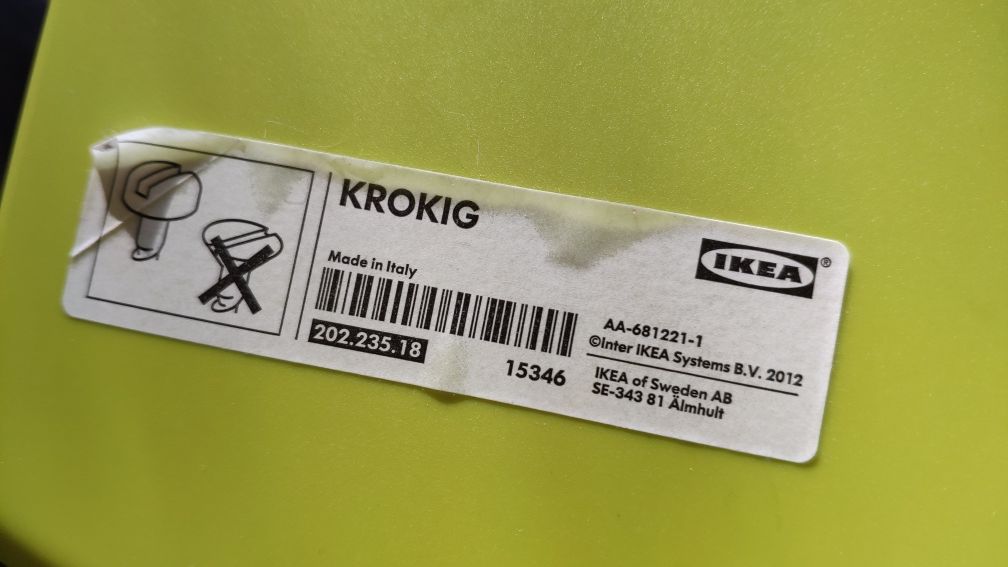 KROKIG
IKEA®
Made in Italy
202.235.18
15346
AA-681221-1
©Inter IKEA Systems B.V. 2012
IKEA of Sweden AB
SE-343 81 Älmhult